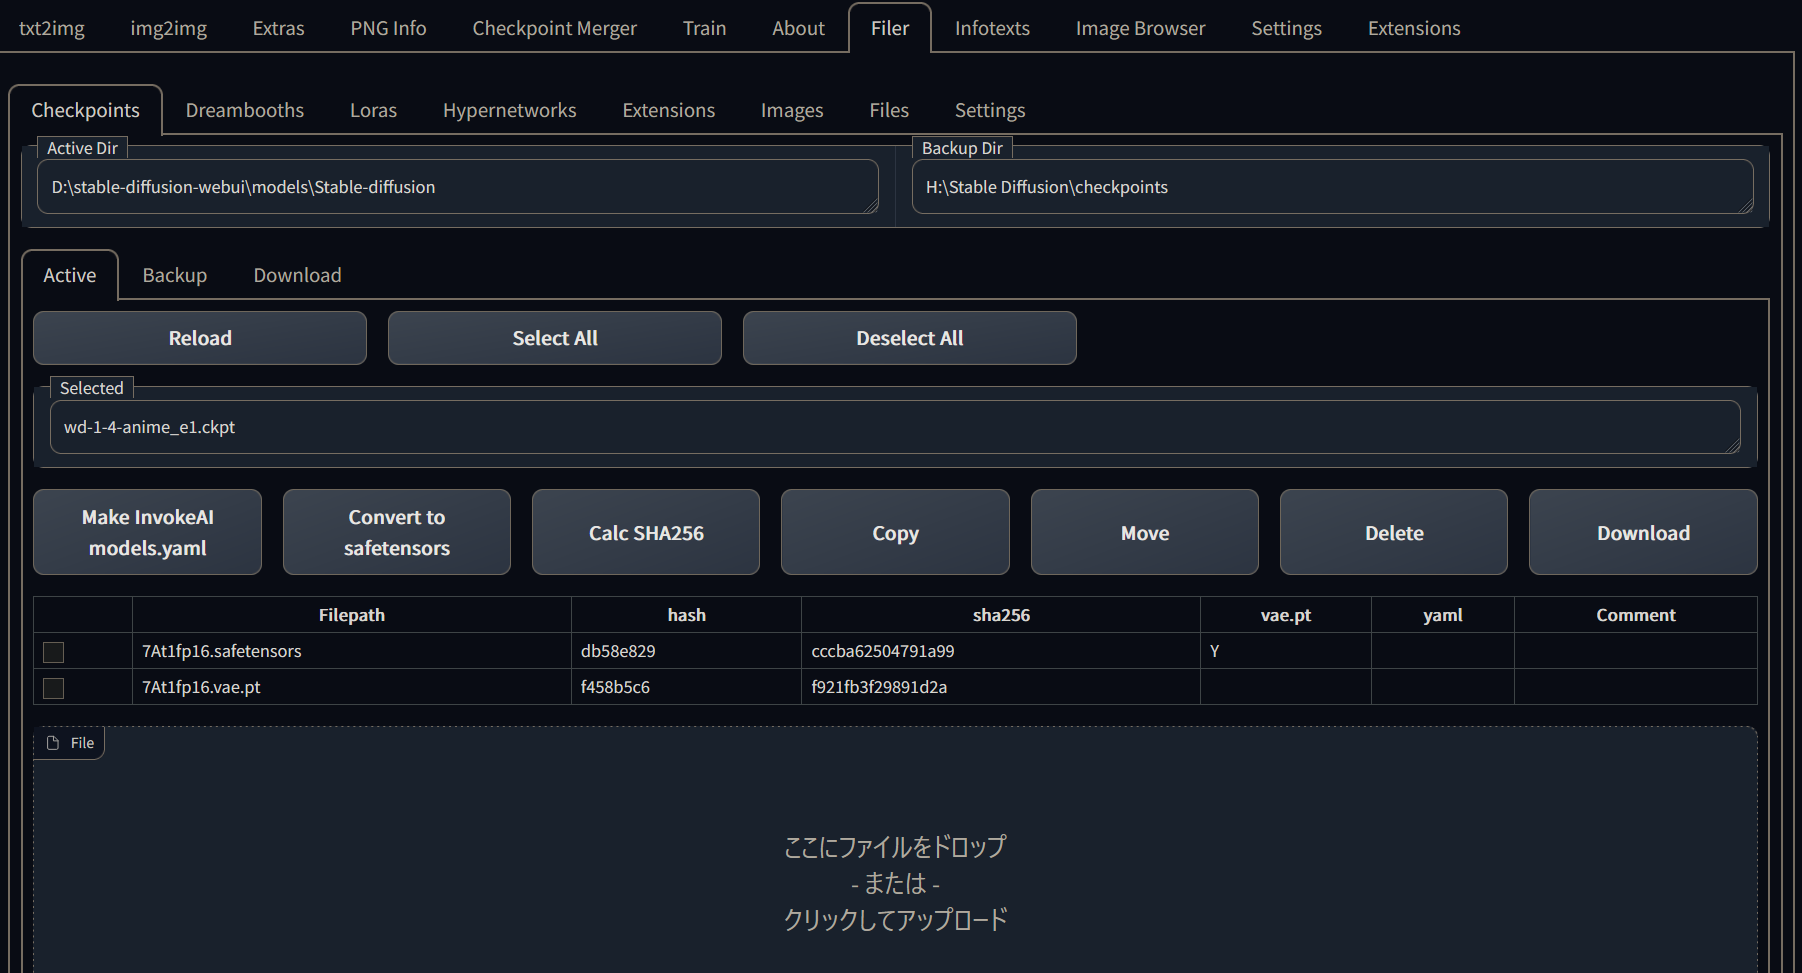 txt2img img2img Extras PNG Info Checkpoint Merger Train About Filer Infotexts Image Browser Settings Extensions
Checkpoints Dreambooths Loras Hypernetworks Extensions Images Files Settings
Active Dir Backup Dir
D:\stable-diffusion-webui\models\Stable-diffusion H:\Stable Diffusion\checkpoints
Active Backup Download
Reload Select All Deselect All
Selected
wd-1-4-anime_e1.ckpt
Make InvokeAI models.yaml Convert to safetensors Calc SHA256 Copy Move Delete Download
Filepath hash sha256 vae.pt yaml Comment
7At1fp16.safetensors db58e829 cccba62504791a99 Y
7At1fp16.vae.pt f458b5c6 f921fb3f29891d2a
File
ここにファイルをドロップ
- または -
クリックしてアップロード